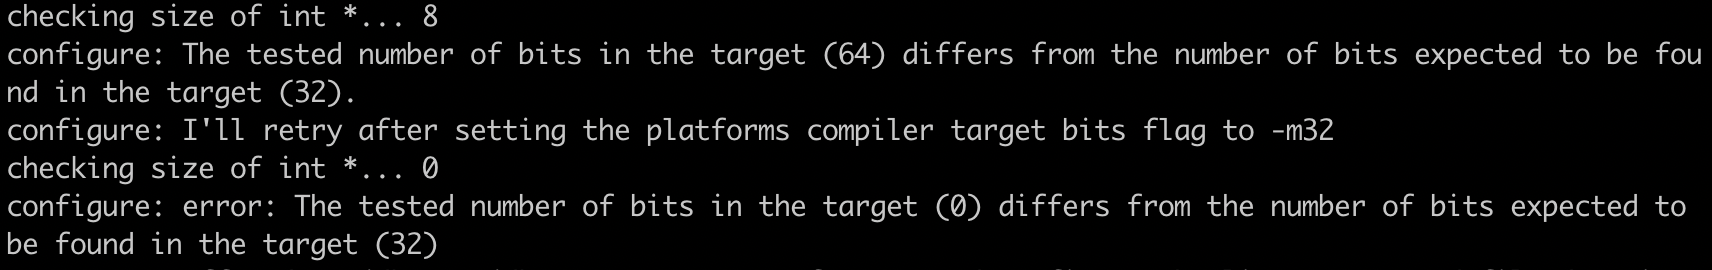 checking size of int *... 8
configure: The tested number of bits in the target (64) differs from the number of bits expected to be fou
nd in the target (32).
configure: I'll retry after setting the platforms compiler target bits flag to -m32
checking size of int *... 0
configure: error: The tested number of bits in the target (0) differs from the number of bits expected to
be found in the target (32)